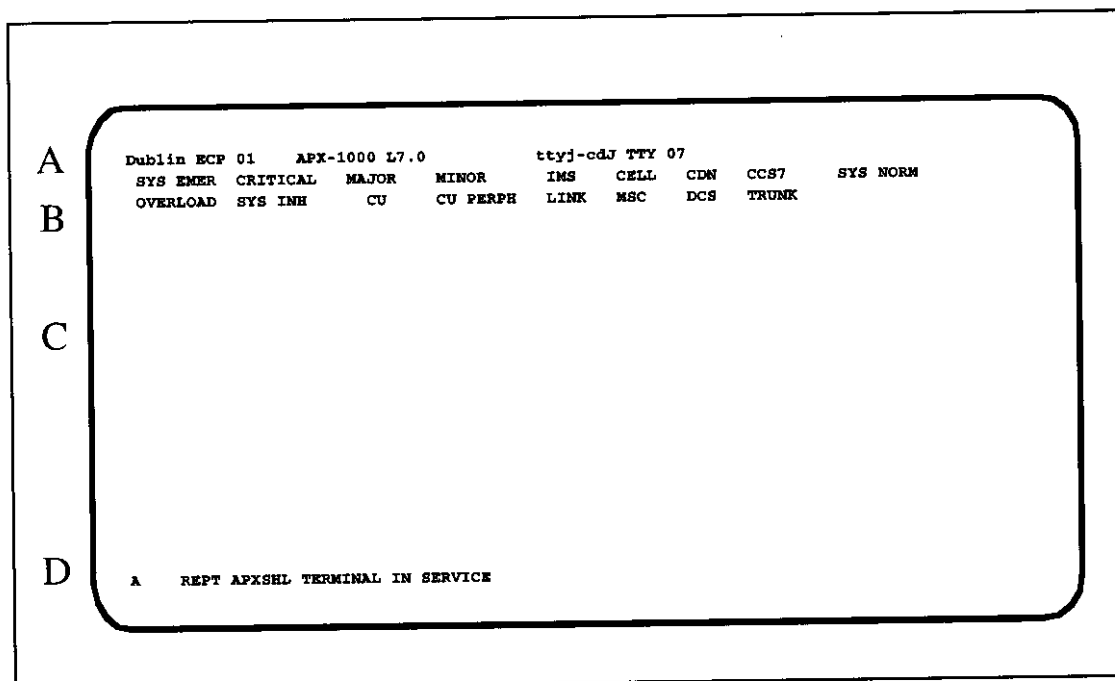 A Dublin ECP 01 APX-1000 L7.0 ttyj-cdJ TTY 07
SYS EMER CRITICAL MAJOR MINOR IMS CELL CDN CCS7 SYS NORM
B OVERLOAD SYS INH CU CU PERPH LINK MSC DCS TRUNK
C
D A REPT APXSHL TERMINAL IN SERVICE